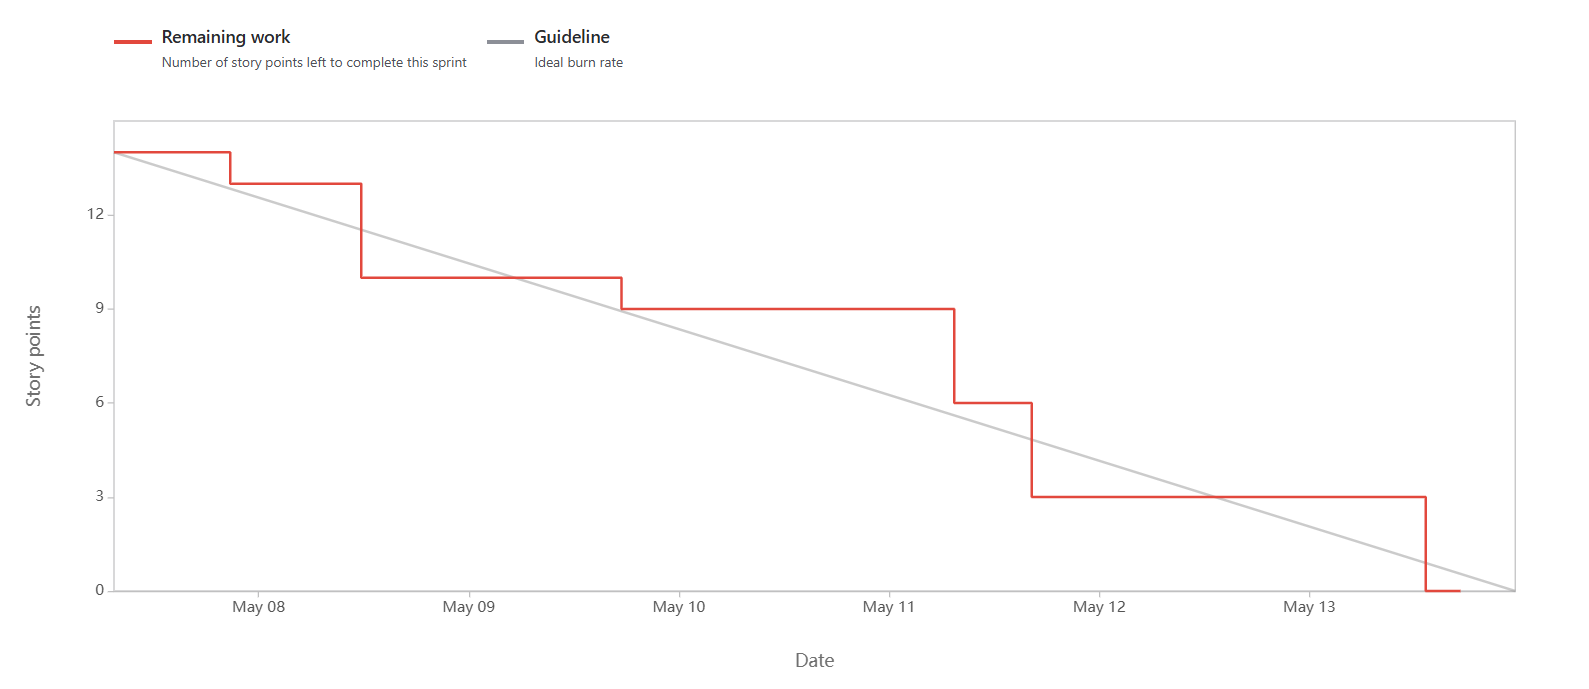 Remaining work
Number of story points left to complete this sprint
Guideline
Ideal burn rate
Story points
12
9
6
3
0
May 08
May 09
May 10
May 11
May 12
May 13
Date